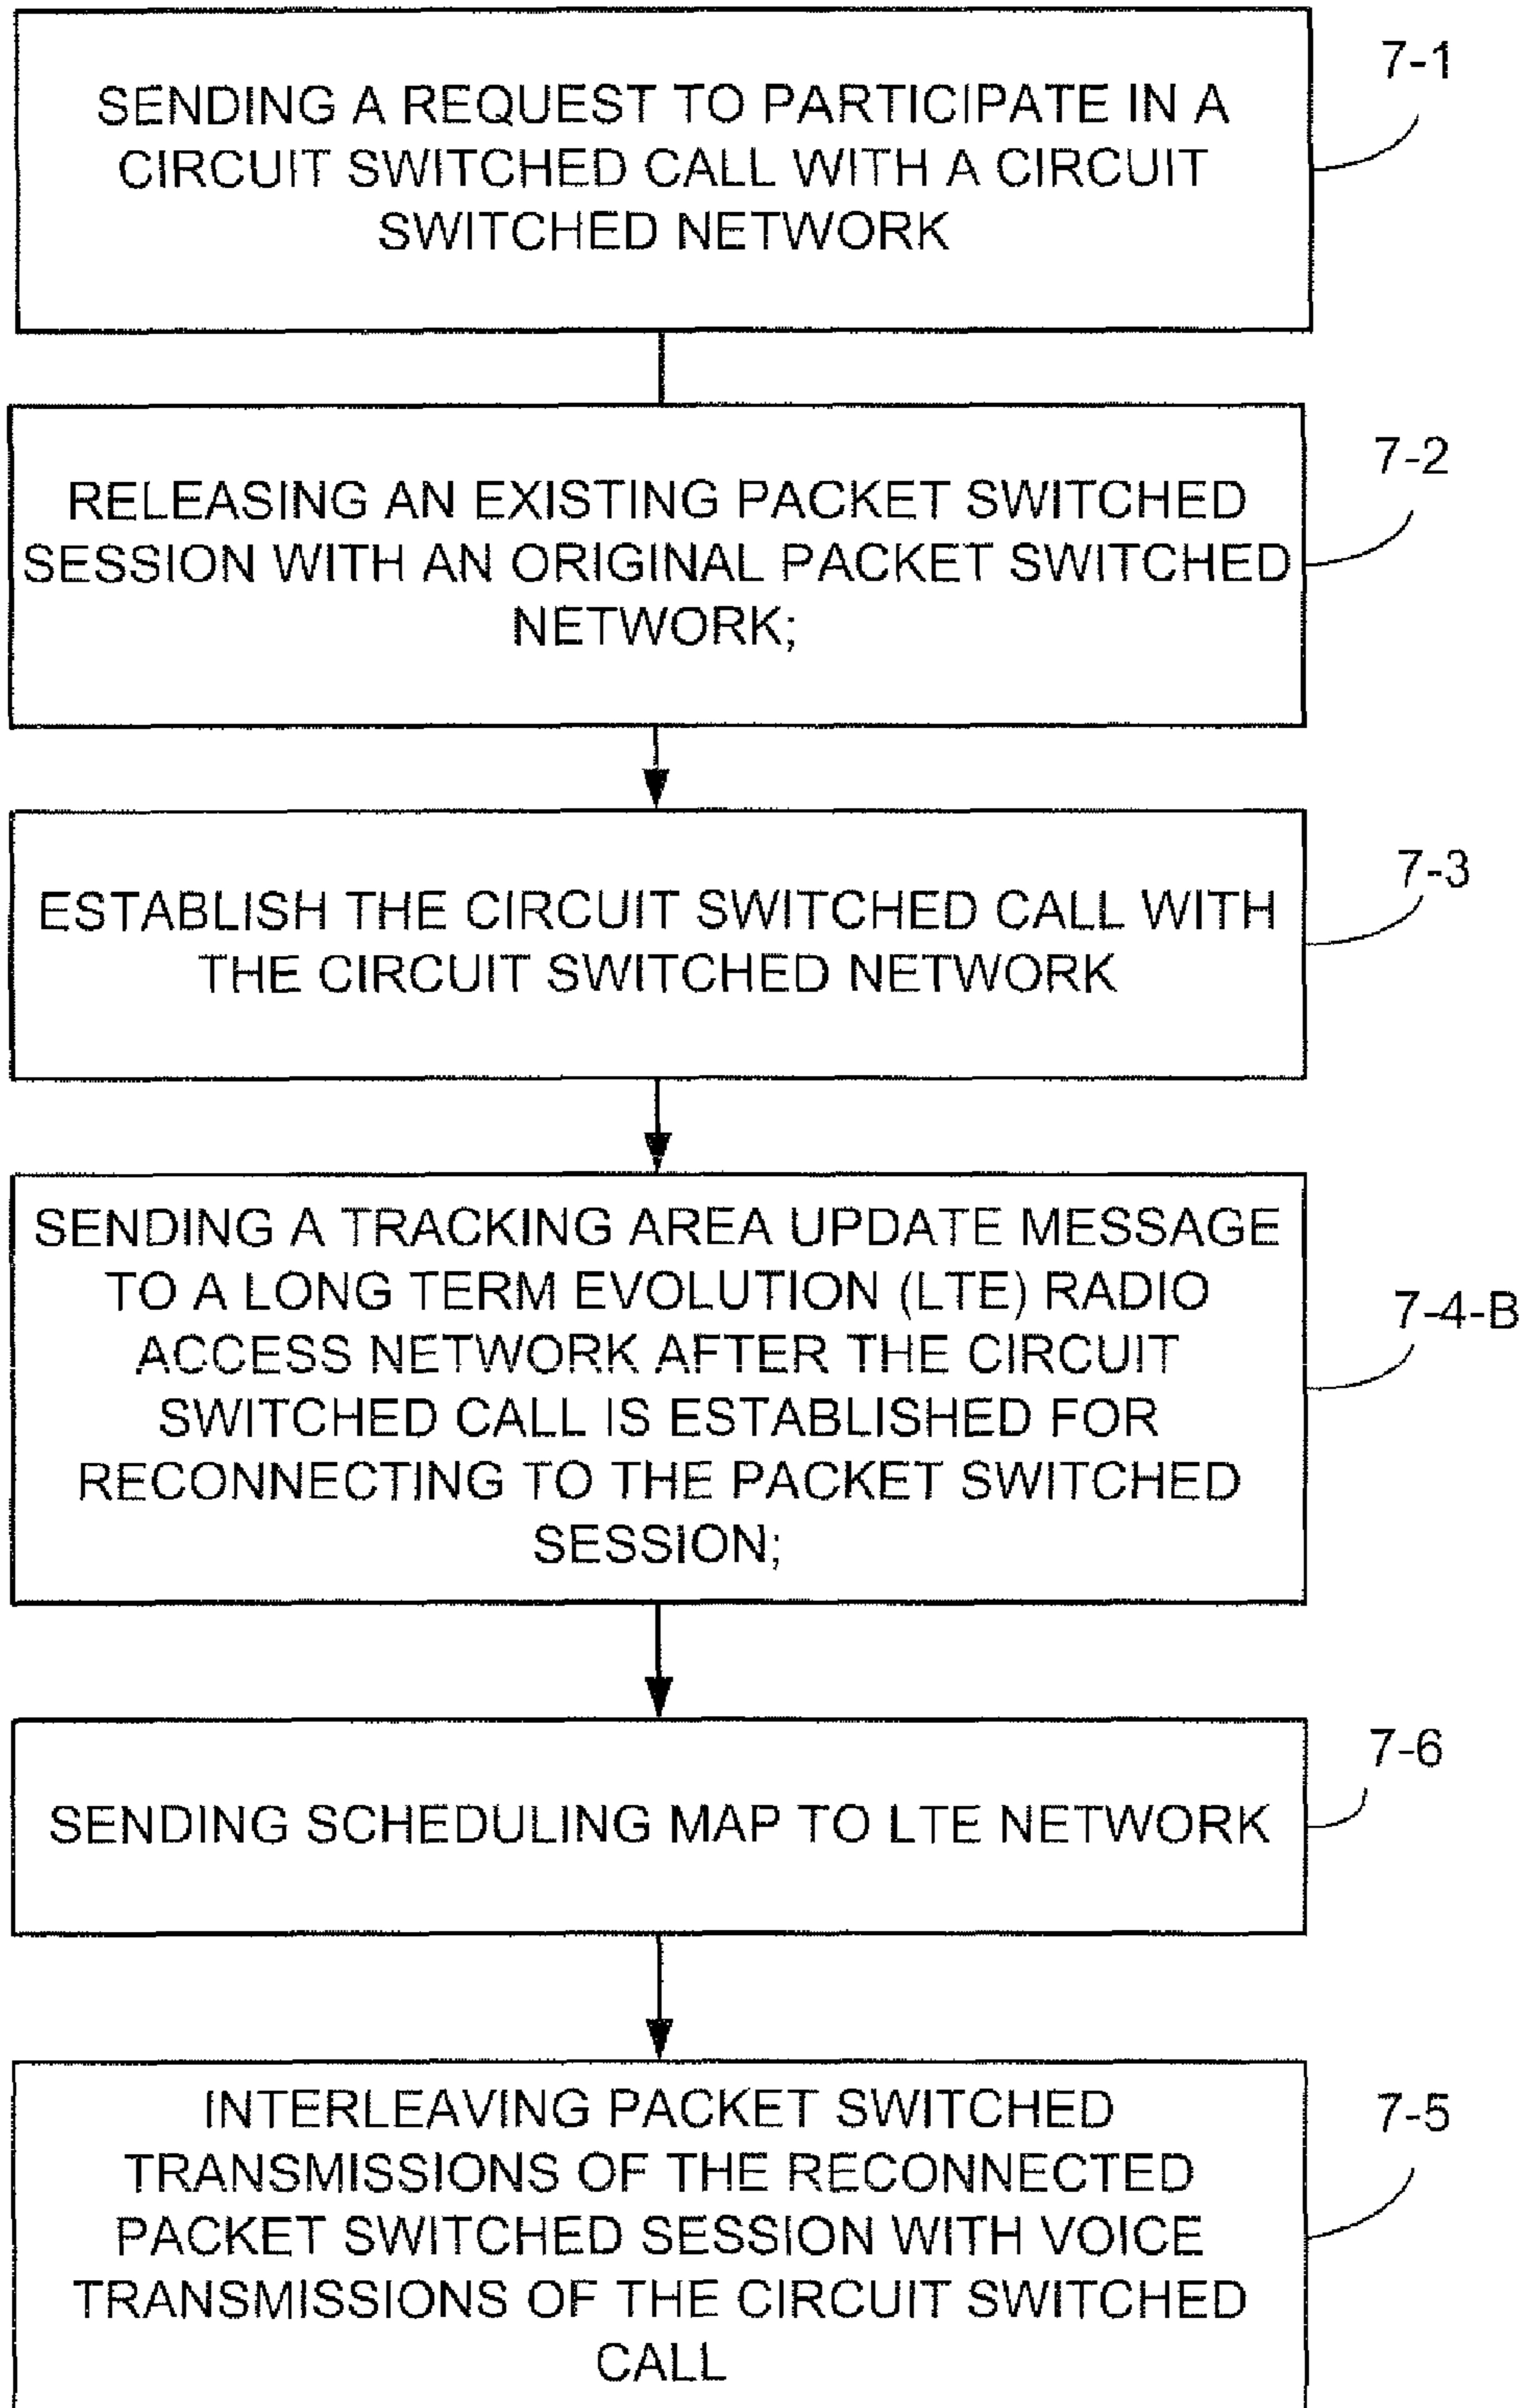 SENDING A REQUEST TO PARTICIPATE IN A
CIRCUIT SWITCHED CALL WITH A CIRCUIT
SWITCHED NETWORK
7-1
RELEASING AN EXISTING PACKET SWITCHED
SESSION WITH AN ORIGINAL PACKET SWITCHED
NETWORK;
7-2
ESTABLISH THE CIRCUIT SWITCHED CALL WITH
THE CIRCUIT SWITCHED NETWORK
7-3
SENDING A TRACKING AREA UPDATE MESSAGE
TO A LONG TERM EVOLUTION (LTE) RADIO
ACCESS NETWORK AFTER THE CIRCUIT
SWITCHED CALL IS ESTABLISHED FOR
RECONNECTING TO THE PACKET SWITCHED
SESSION;
7-4-B
SENDING SCHEDULING MAP TO LTE NETWORK
7-6
INTERLEAVING PACKET SWITCHED
TRANSMISSIONS OF THE RECONNECTED
PACKET SWITCHED SESSION WITH VOICE
TRANSMISSIONS OF THE CIRCUIT SWITCHED
CALL
7-5